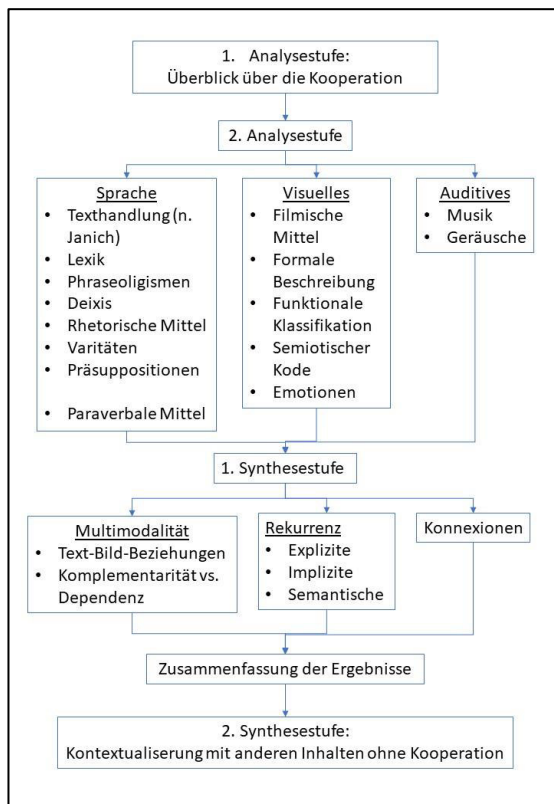 1. Analysestufe:
Überblick über die Kooperation
2. Analysestufe
Sprache
• Texthandlung (n.
Janich)
• Lexik
• Phraseoligismen
• Deixis
• Rhetorische Mittel
• Varitäten
• Präsuppositionen
• Paraverbale Mittel
Visuelles
• Filmische
Mittel
• Formale
Beschreibung
• Funktionale
Klassifikation
• Semiotischer
Kode
• Emotionen
Auditives
• Musik
• Geräusche
1. Synthesestufe
Multimodalität
• Text-Bild-Beziehungen
• Komplementarität vs.
Dependenz
Rekurrenz
• Explizite
• Implizite
• Semantische
Konnexionen
Zusammenfassung der Ergebnisse
2. Synthesestufe:
Kontextualiserung mit anderen Inhalten ohne Kooperation